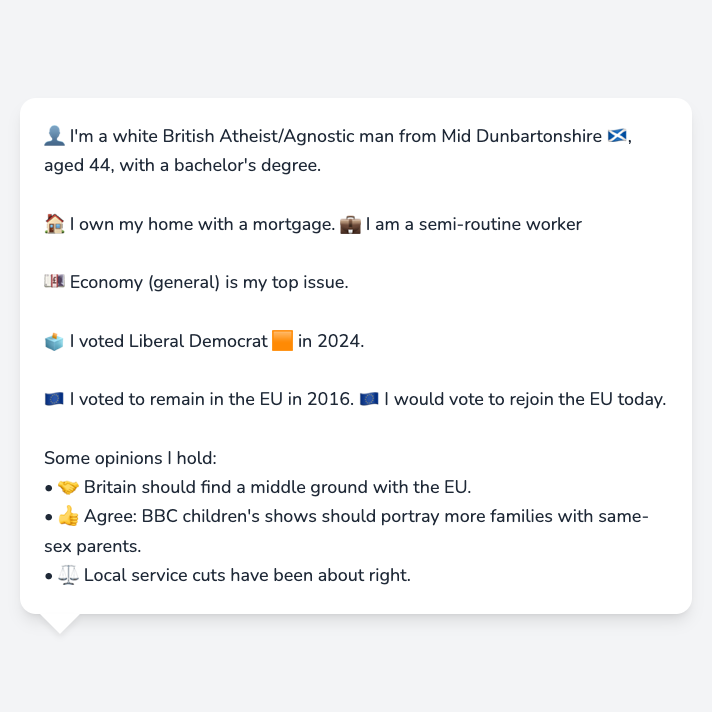 👤 I'm a white British Atheist/Agnostic man from Mid Dunbartonshire 🏴󠁧󠁢󠁳󠁣󠁴󠁿,
aged 44, with a bachelor's degree.
🏠 I own my home with a mortgage. 💼 I am a semi-routine worker
💷 Economy (general) is my top issue.
🗳️ I voted Liberal Democrat 🟧 in 2024.
🇪🇺 I voted to remain in the EU in 2016. 🇪🇺 I would vote to rejoin the EU today.
Some opinions I hold:
• 🤝 Britain should find a middle ground with the EU.
• 👍 Agree: BBC children's shows should portray more families with same-
sex parents.
• ⚖️ Local service cuts have been about right.